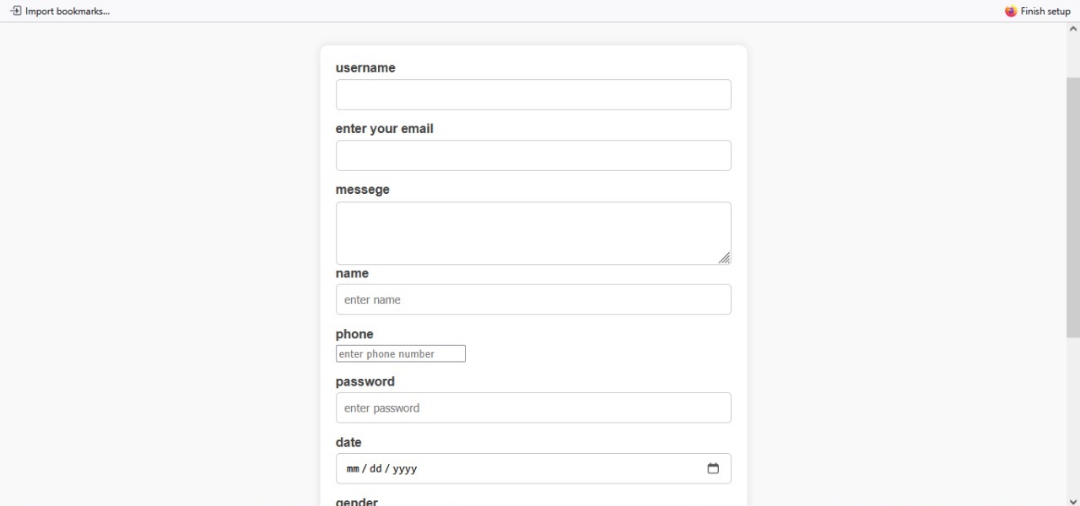 Import bookmarks...
Finish setup
username
enter your email
messege
name
enter name
phone
enter phone number
password
enter password
date
mm / dd / yyyy
gender